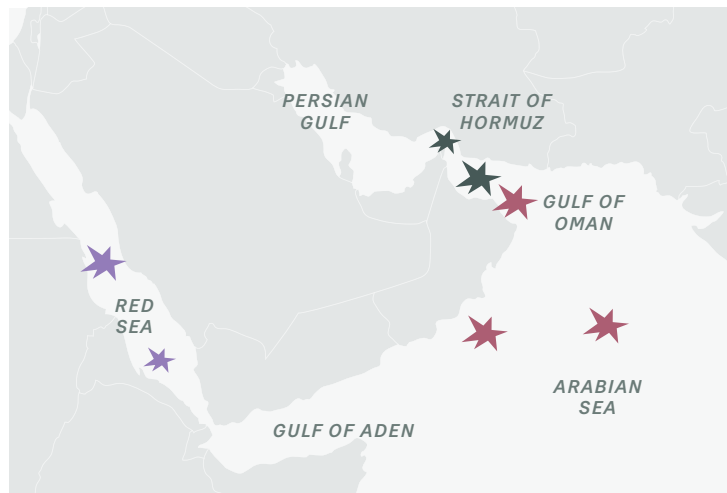 PERSIAN
GULF
STRAIT OF
HORMUZ
GULF OF
OMAN
RED
SEA
ARABIAN
SEA
GULF OF ADEN